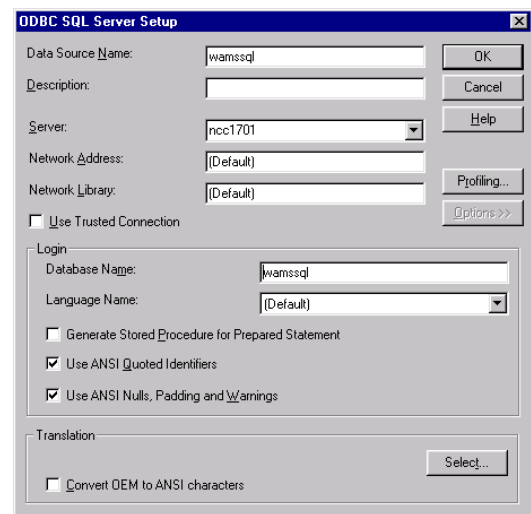 ODBC SQL Server Setup
Data Source Name: wamssql OK
Description: Cancel
Server: ncc1701 Help
Network Address: (Default)
Network Library: (Default) Profiling...
Use Trusted Connection Options >>
Login
Database Name: wamssql
Language Name: (Default)
Generate Stored Procedure for Prepared Statement
Use ANSI Quoted Identifiers
Use ANSI Nulls, Padding and Warnings
Translation
Select...
Convert OEM to ANSI characters